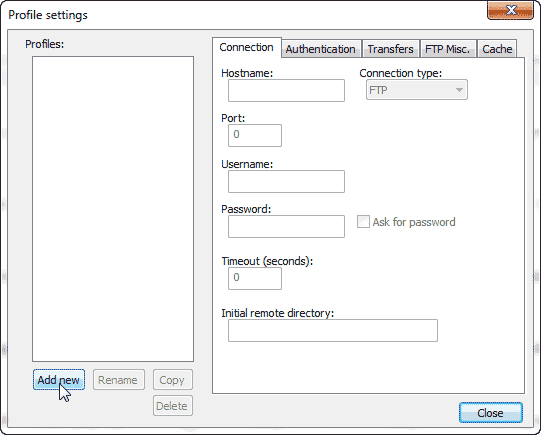 Profile settings
Profiles:
Connection Authentication Transfers FTP Misc. Cache
Hostname: Connection type:
FTP
Port:
0
Username:
Password:
Ask for password
Timeout (seconds):
0
Initial remote directory:
Add new Rename Copy
Delete
Close